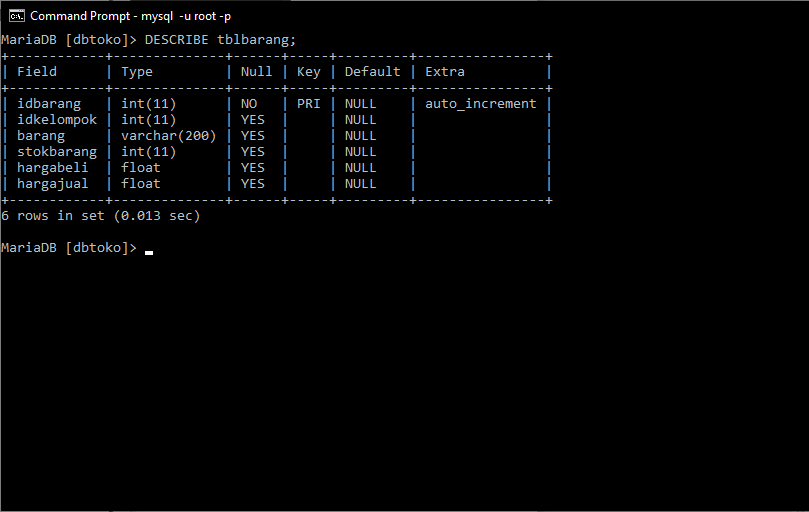 Command Prompt - mysql  -u root -p
MariaDB [dbtoko]> DESCRIBE tblbarang;
+------------+--------------+------+-----+---------+----------------+
| Field      | Type         | Null | Key | Default | Extra          |
+------------+--------------+------+-----+---------+----------------+
| idbarang   | int(11)      | NO   | PRI | NULL    | auto_increment |
| idkelompok | int(11)      | YES  |     | NULL    |                |
| barang     | varchar(200) | YES  |     | NULL    |                |
| stokbarang | int(11)      | YES  |     | NULL    |                |
| hargabeli  | float        | YES  |     | NULL    |                |
| hargajual  | float        | YES  |     | NULL    |                |
+------------+--------------+------+-----+---------+----------------+
6 rows in set (0.013 sec)
MariaDB [dbtoko]>